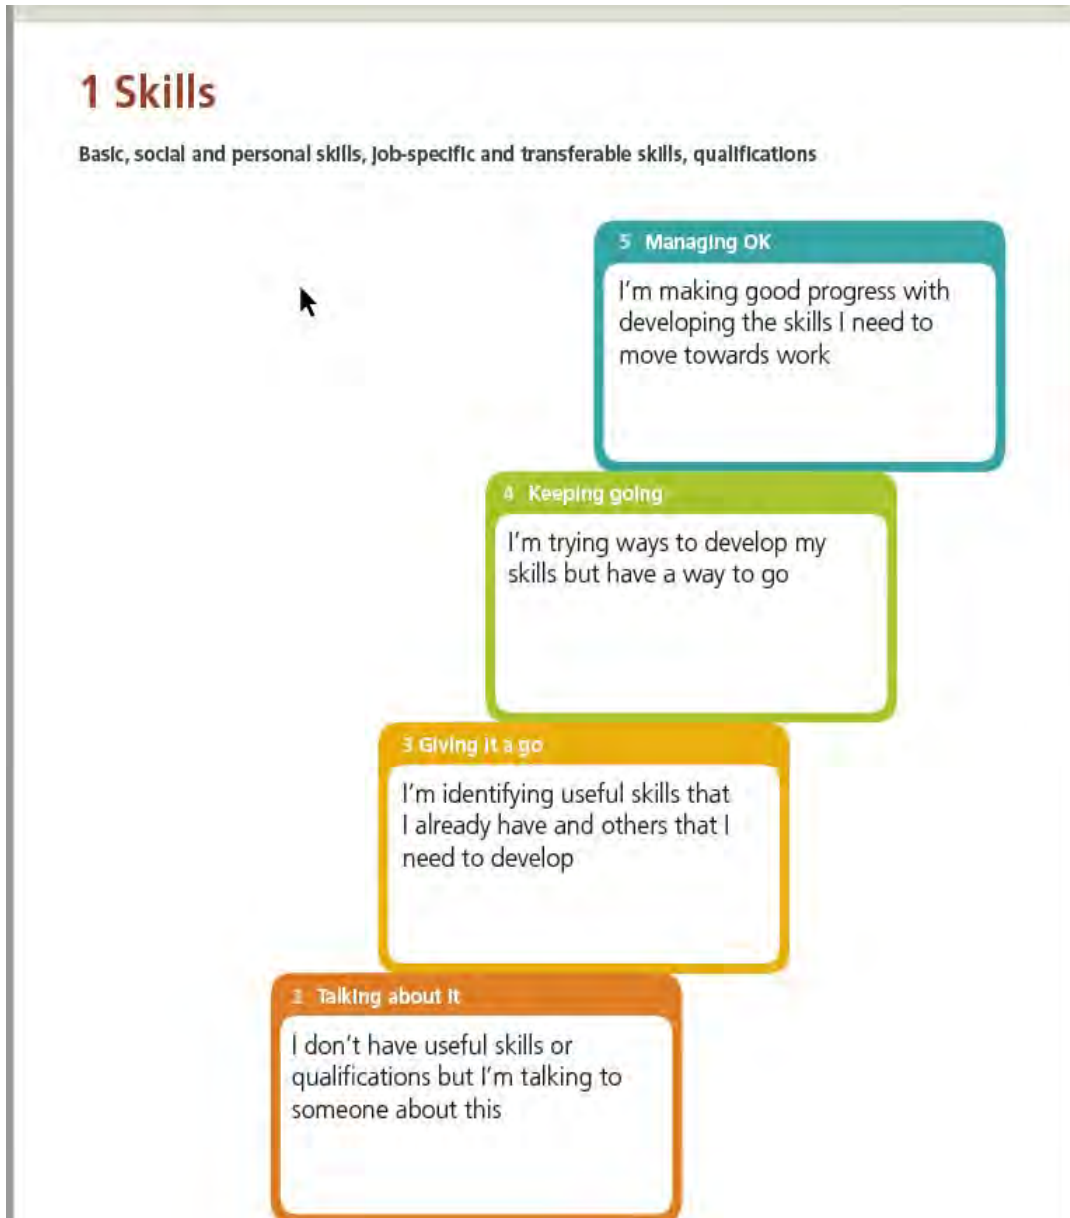 1 Skills
Basic, social and personal skills, job-specific and transferable skills, qualifications
5 Managing OK
I'm making good progress with
developing the skills I need to
move towards work
4 Keeping going
I'm trying ways to develop my
skills but have a way to go
3 Giving it a go
I'm identifying useful skills that
I already have and others that I
need to develop
2 Talking about it
I don't have useful skills or
qualifications but I'm talking to
someone about this